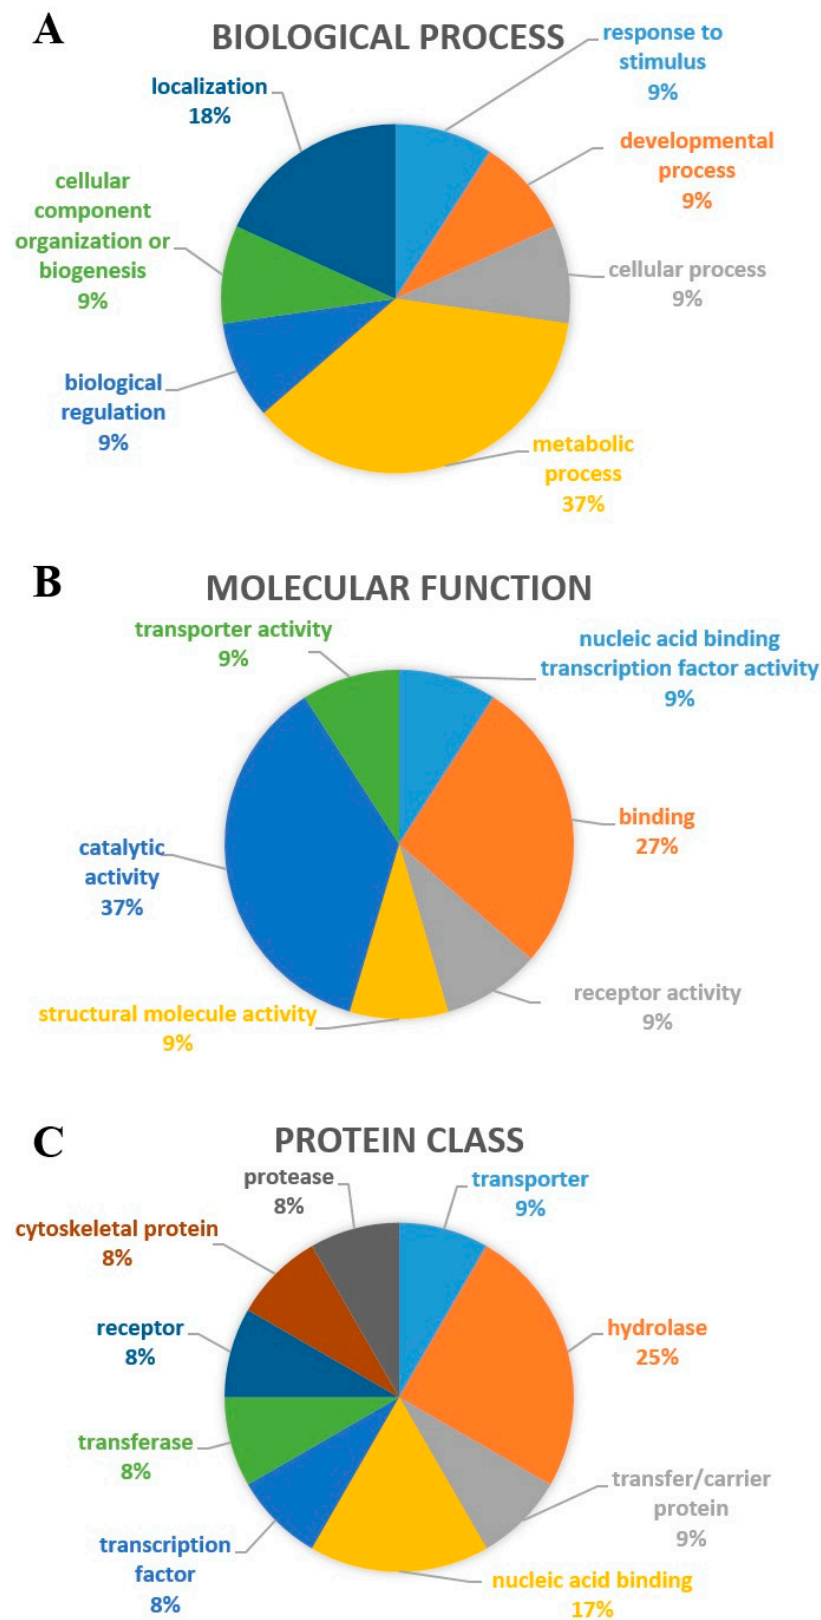 A
BIOLOGICAL PROCESS
response to
stimulus
9%
localization
18%
developmental
process
9%
cellular
component
organization or
biogenesis
9%
cellular process
9%
biological
regulation
9%
metabolic
process
37%
B
MOLECULAR FUNCTION
transporter activity
9%
nucleic acid binding
transcription factor activity
9%
binding
27%
catalytic
activity
37%
receptor activity
9%
structural molecule activity
9%
C
PROTEIN CLASS
protease
8%
transporter
9%
cytoskeletal protein
8%
receptor
8%
hydrolase
25%
transferase
8%
transfer/carrier
protein
9%
transcription
factor
8%
nucleic acid binding
17%